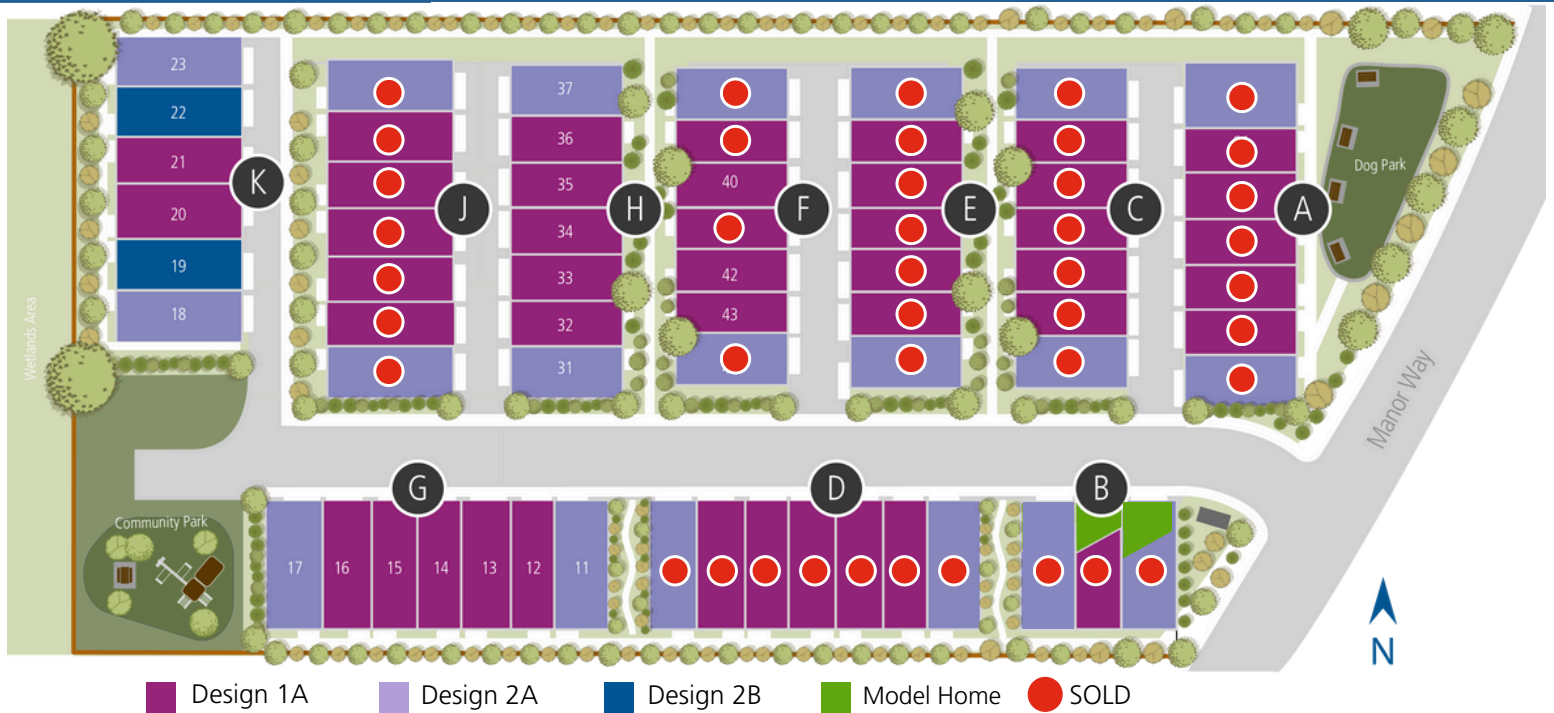 23
22
21
20
19
18
K
J
37
36
35
34
33
32
31
H
40
42
43
F
E
C
A
Dog Park
Wetlands Area
Manor Way
G
D
B
Community Park
17
16
15
14
13
12
11
N
Design 1A
Design 2A
Design 2B
Model Home
SOLD